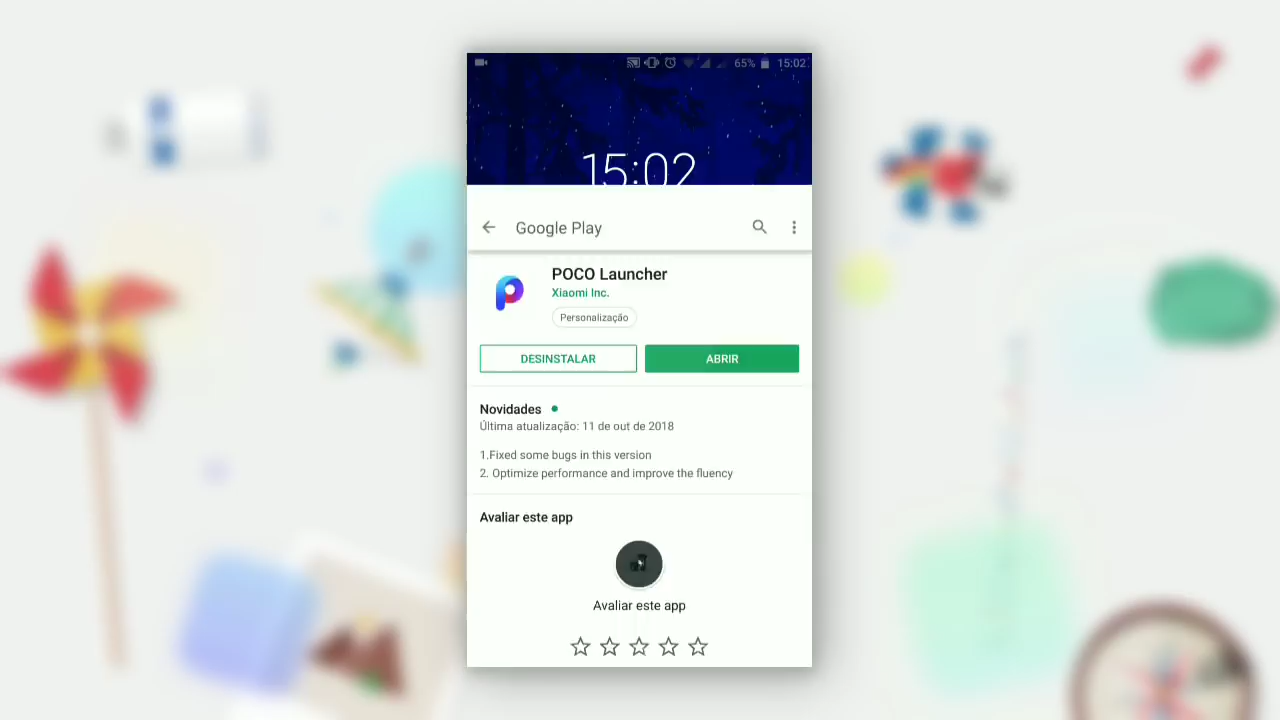 65% 15:02
15:02
Google Play
POCO Launcher
Xiaomi Inc.
Personalização
DESINSTALAR
ABRIR
Novidades
Última atualização: 11 de out de 2018
1.Fixed some bugs in this version
2. Optimize performance and improve the fluency
Avaliar este app
Avaliar este app